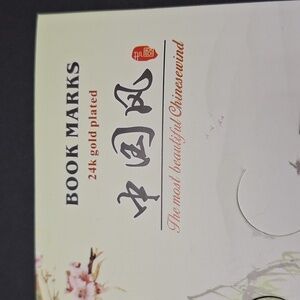 BOOK MARKS
24k gold plated
中国风
The most beautiful Chinesewind